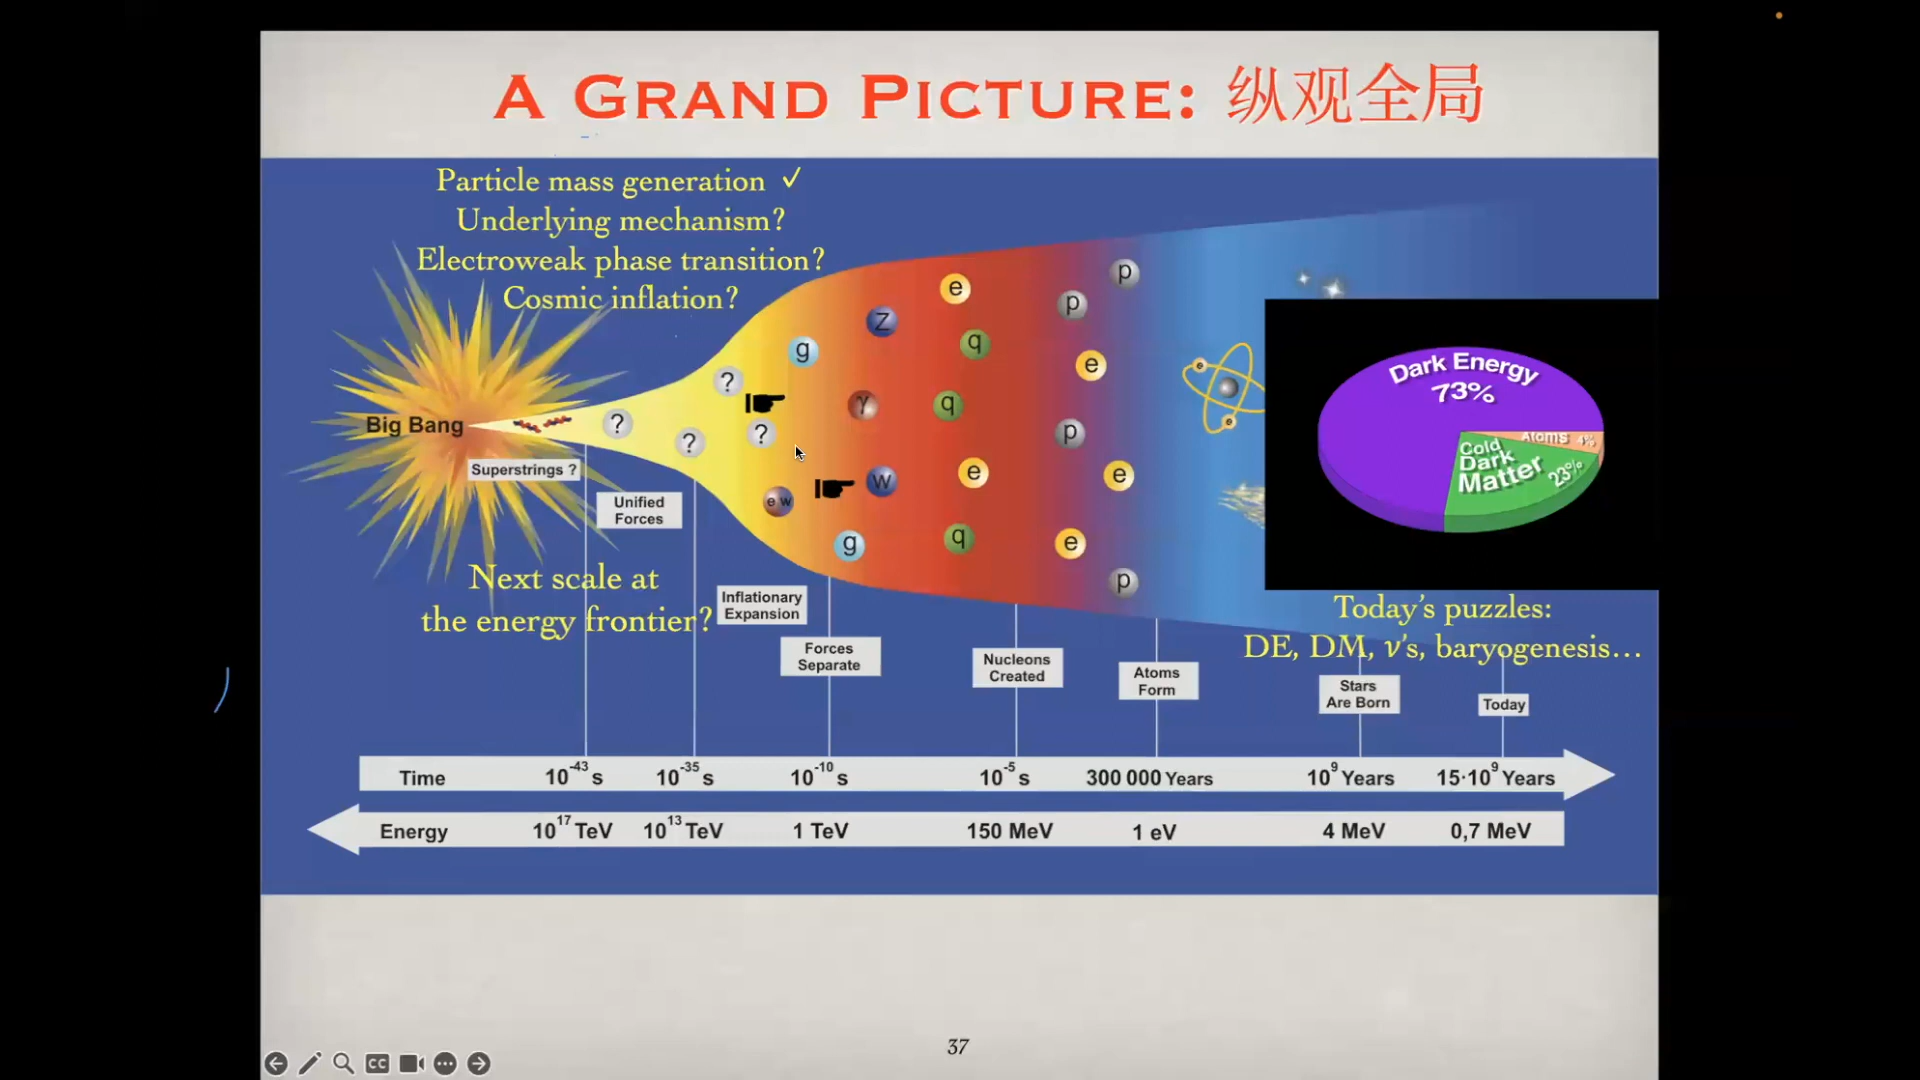 A GRAND PICTURE: 纵观全局
Particle mass generation ✓
Underlying mechanism?
Electroweak phase transition?
Cosmic inflation?
Big Bang
Superstrings ?
Unified
Forces
?
?
?
?
g
e w
g
Z
γ
W
e
q
q
e
q
p
p
e
p
e
e
p
e
e
Dark Energy
73%
Atoms 4%
Cold
Dark
Matter
23%
Next scale at
the energy frontier?
Inflationary
Expansion
Forces
Separate
Nucleons
Created
Atoms
Form
Today's puzzles:
DE, DM, ν's, baryogenesis...
Stars
Are Born
Today
Time 10⁻⁴³ s 10⁻³⁵ s 10⁻¹⁰ s 10⁻⁵ s 300 000 Years 10⁹ Years 15·10⁹ Years
Energy 10¹⁷ TeV 10¹³ TeV 1 TeV 150 MeV 1 eV 4 MeV 0,7 MeV
37
CC